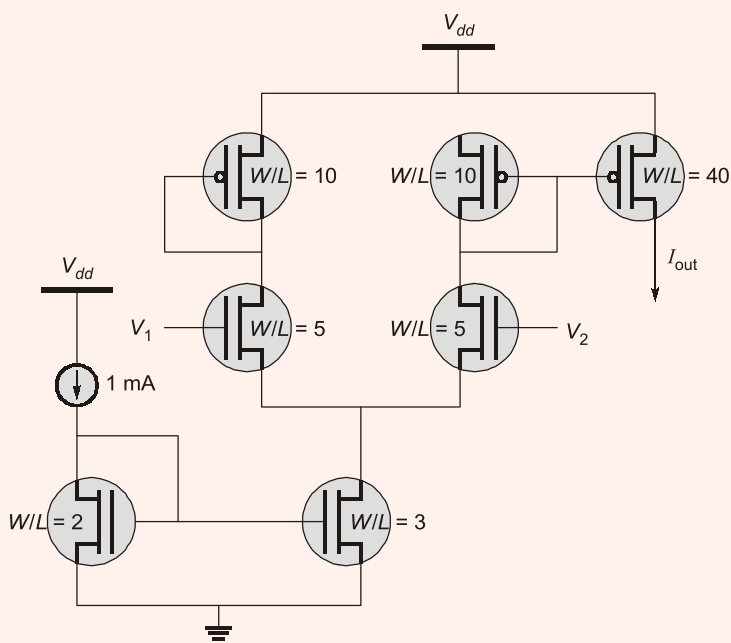 V_dd
W/L = 10
W/L = 10
W/L = 40
I_out
V_dd
V_1
W/L = 5
W/L = 5
V_2
1 mA
W/L = 2
W/L = 3